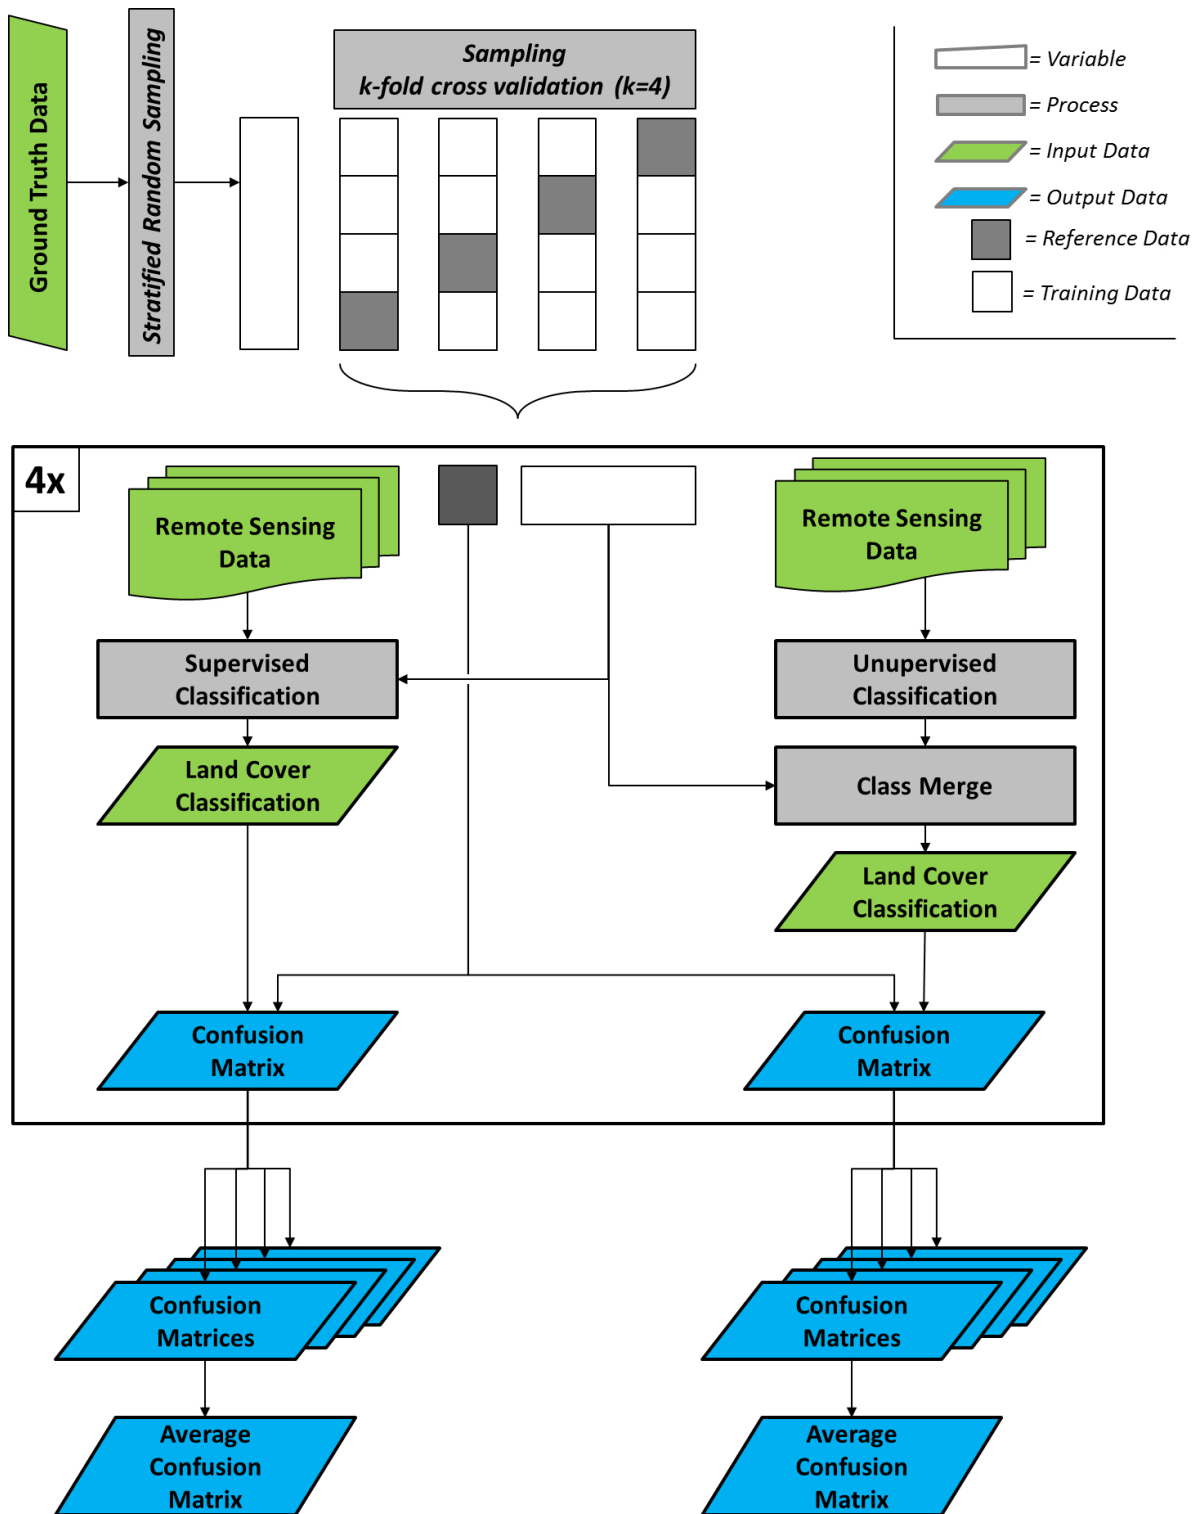 Ground Truth Data
Stratified Random Sampling
Sampling
k-fold cross validation (k=4)
= Variable
= Process
= Input Data
= Output Data
= Reference Data
= Training Data
4x
Remote Sensing
Data
Remote Sensing
Data
Supervised
Classification
Unupervised
Classification
Land Cover
Classification
Class Merge
Land Cover
Classification
Confusion
Matrix
Confusion
Matrix
Confusion
Matrices
Confusion
Matrices
Average
Confusion
Matrix
Average
Confusion
Matrix